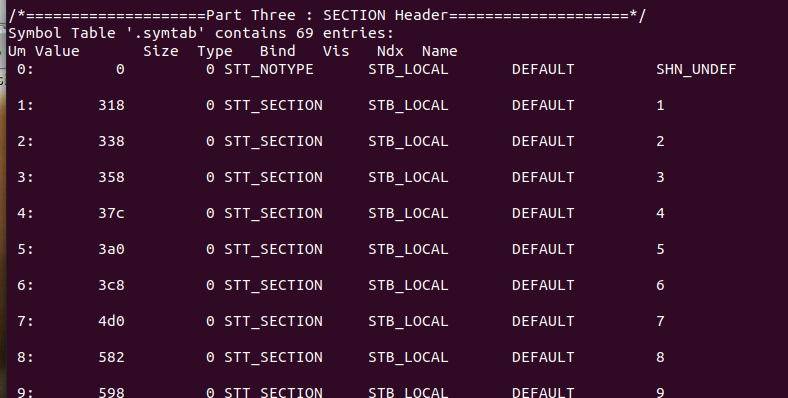 /*====================Part Three : SECTION Header====================*/
Symbol Table '.symtab' contains 69 entries:
Um Value Size Type Bind Vis Ndx Name
0: 0 0 STT_NOTYPE STB_LOCAL DEFAULT SHN_UNDEF
1: 318 0 STT_SECTION STB_LOCAL DEFAULT 1
2: 338 0 STT_SECTION STB_LOCAL DEFAULT 2
3: 358 0 STT_SECTION STB_LOCAL DEFAULT 3
4: 37c 0 STT_SECTION STB_LOCAL DEFAULT 4
5: 3a0 0 STT_SECTION STB_LOCAL DEFAULT 5
6: 3c8 0 STT_SECTION STB_LOCAL DEFAULT 6
7: 4d0 0 STT_SECTION STB_LOCAL DEFAULT 7
8: 582 0 STT_SECTION STB_LOCAL DEFAULT 8
9: 598 0 STT_SECTION STB_LOCAL DEFAULT 9